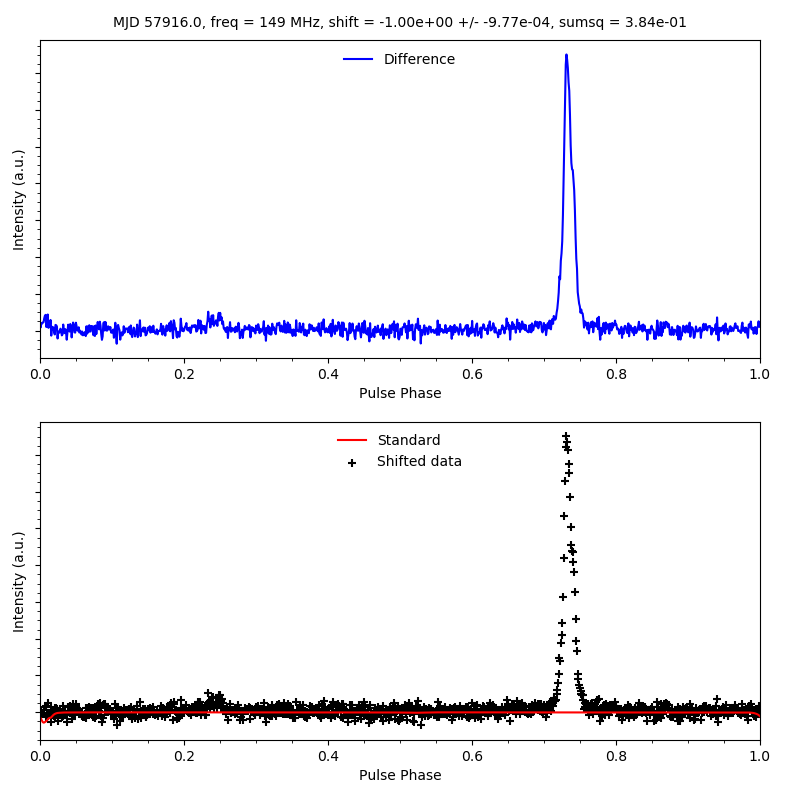 MJD 57916.0, freq = 149 MHz, shift = -1.00e+00 +/- -9.77e-04, sumsq = 3.84e-01
Difference
Intensity (a.u.)
0.0 0.2 0.4 0.6 0.8 1.0
Pulse Phase
Standard
Shifted data
Intensity (a.u.)
0.0 0.2 0.4 0.6 0.8 1.0
Pulse Phase